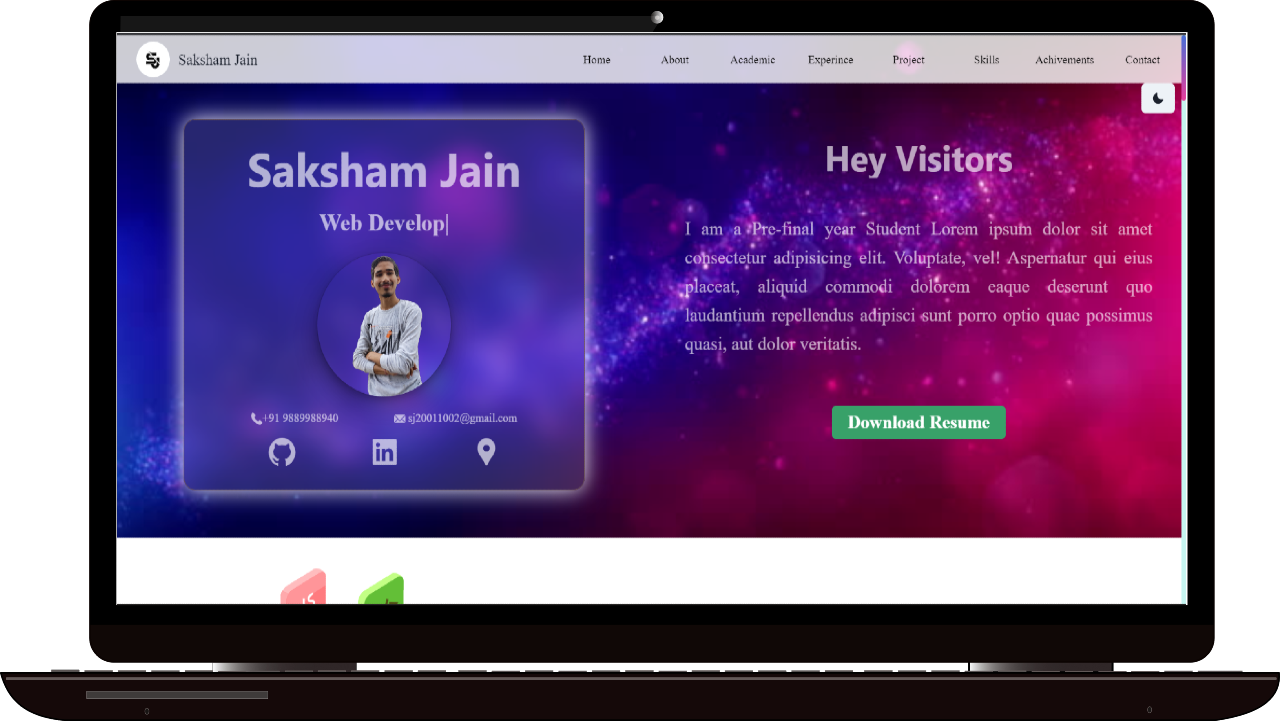 SJ Saksham Jain Home About Academic Experince Project Skills Achivements Contact
Saksham Jain
Web Develop|
+91 9889988940 sj20011002@gmail.com
in
Hey Visitors
I am a Pre-final year Student Lorem ipsum dolor sit amet
consectetur adipisicing elit. Voluptate, vel! Aspernatur qui eius
placeat, aliquid commodi dolorem eaque deserunt quo
laudantium repellendus adipisci sunt porro optio quae possimus
quasi, aut dolor veritatis.
Download Resume